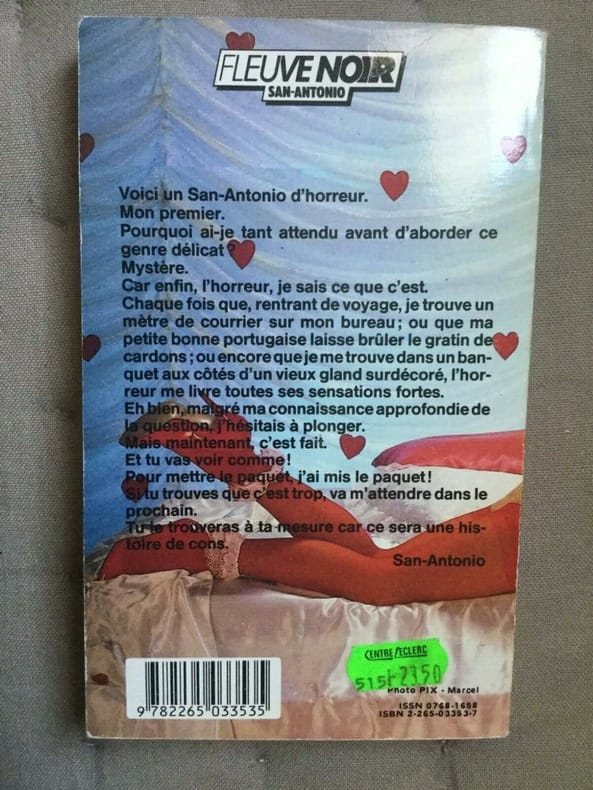 FLEUVE NOIR
SAN-ANTONIO
Voici un San-Antonio d'horreur.
Mon premier.
Pourquoi ai-je tant attendu avant d'aborder ce
genre délicat ?
Mystère.
Car enfin, l'horreur, je sais ce que c'est.
Chaque fois que, rentrant de voyage, je trouve un
mètre de courrier sur mon bureau ; ou que ma
petite bonne portugaise laisse brûler le gratin de
cardons ; ou encore que je me trouve dans un ban-
quet aux côtés d'un vieux gland surdécoré, l'hor-
reur me livre toutes ses sensations fortes.
Eh bien, malgré ma connaissance approfondie de
la question, j'hésitais à plonger.
Mais maintenant, c'est fait.
Et tu vas voir comme !
Pour mettre le paquet, j'ai mis le paquet !
Si tu trouves que c'est trop, va m'attendre dans le
prochain.
Tu le trouveras à ta mesure car ce sera une his-
toire de cons.
San-Antonio
CENTRE E.LECLERC
515t 2350
Photo PIX - Marcel
ISSN 0768-1658
ISBN 2-265-03353-7
9 782265 033535